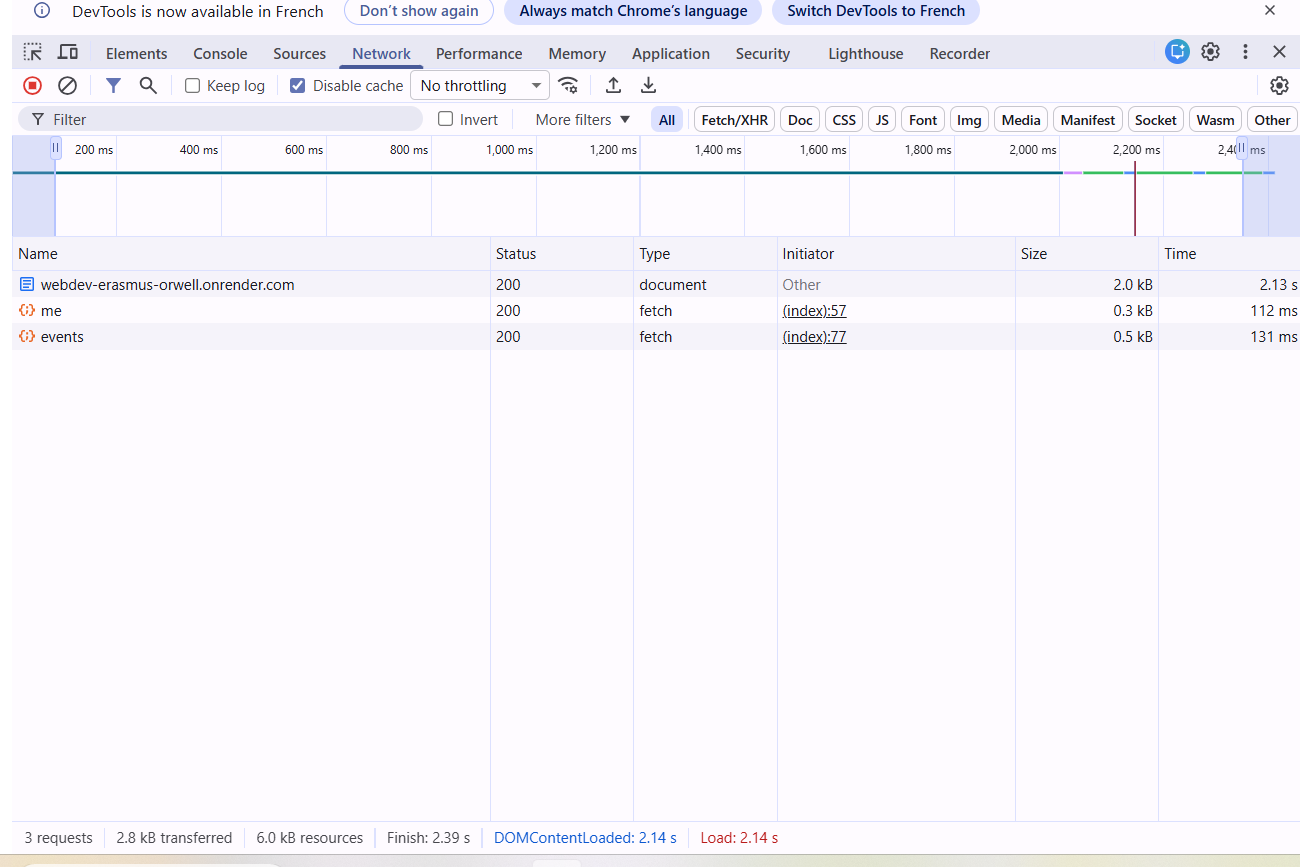 DevTools is now available in French Don't show again Always match Chrome's language Switch DevTools to French
Elements Console Sources Network Performance Memory Application Security Lighthouse Recorder
Keep log Disable cache No throttling
Filter Invert More filters All Fetch/XHR Doc CSS JS Font Img Media Manifest Socket Wasm Other
200 ms 400 ms 600 ms 800 ms 1,000 ms 1,200 ms 1,400 ms 1,600 ms 1,800 ms 2,000 ms 2,200 ms ms
Name Status Type Initiator Size Time
webdev-erasmus-orwell.onrender.com 200 document Other 2.0 kB 2.13 s
me 200 fetch (index):57 0.3 kB 112 ms
events 200 fetch (index):77 0.5 kB 131 ms
3 requests 2.8 kB transferred 6.0 kB resources Finish: 2.39 s DOMContentLoaded: 2.14 s Load: 2.14 s